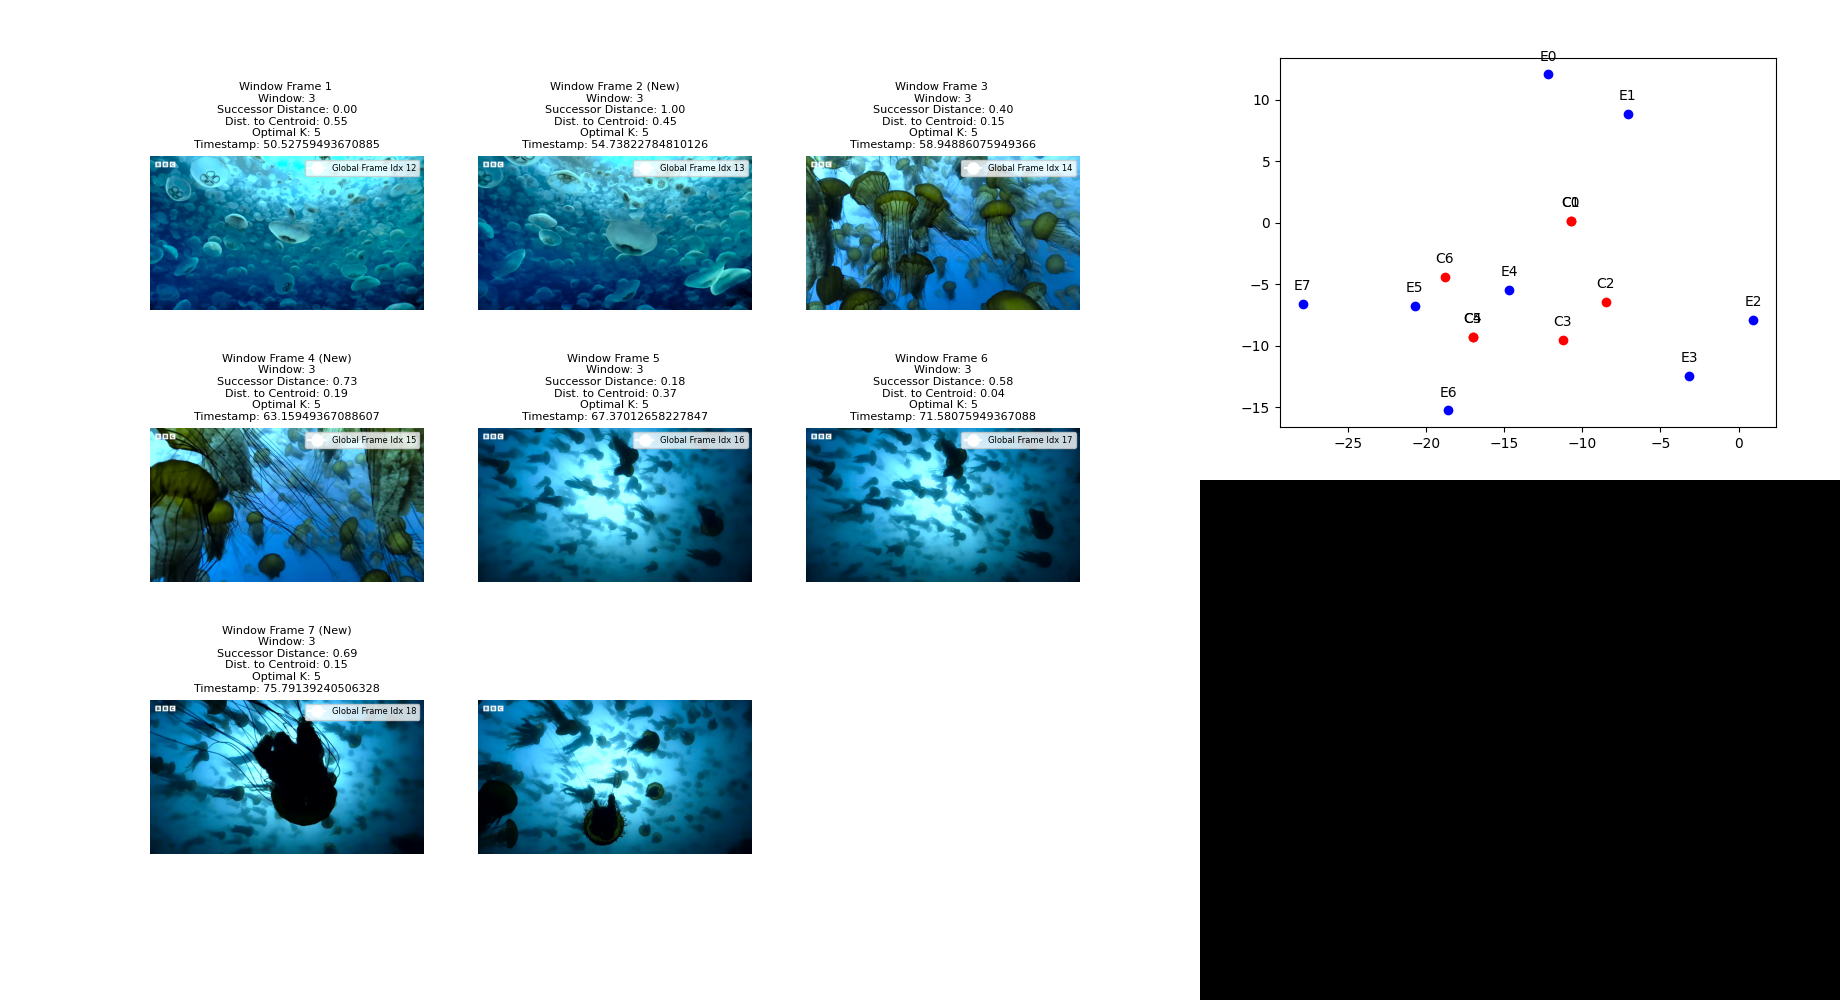 Window Frame 1
Window: 3
Successor Distance: 0.00
Dist. to Centroid: 0.55
Optimal K: 5
Timestamp: 50.52759493670885
BBC
Global Frame Idx 12
Window Frame 2 (New)
Window: 3
Successor Distance: 1.00
Dist. to Centroid: 0.45
Optimal K: 5
Timestamp: 54.73822784810126
BBC
Global Frame Idx 13
Window Frame 3
Window: 3
Successor Distance: 0.40
Dist. to Centroid: 0.15
Optimal K: 5
Timestamp: 58.94886075949366
BBC
Global Frame Idx 14
Window Frame 4 (New)
Window: 3
Successor Distance: 0.73
Dist. to Centroid: 0.19
Optimal K: 5
Timestamp: 63.15949367088607
BBC
Global Frame Idx 15
Window Frame 5
Window: 3
Successor Distance: 0.18
Dist. to Centroid: 0.37
Optimal K: 5
Timestamp: 67.37012658227847
BBC
Global Frame Idx 16
Window Frame 6
Window: 3
Successor Distance: 0.58
Dist. to Centroid: 0.04
Optimal K: 5
Timestamp: 71.58075949367088
BBC
Global Frame Idx 17
Window Frame 7 (New)
Window: 3
Successor Distance: 0.69
Dist. to Centroid: 0.15
Optimal K: 5
Timestamp: 75.79139240506328
BBC
Global Frame Idx 18
BBC
E0
E1
C6
E4
C2
E7
E5
E2
C3
E3
E6
10
5
0
−5
−10
−15
−25
−20
−15
−10
−5
0